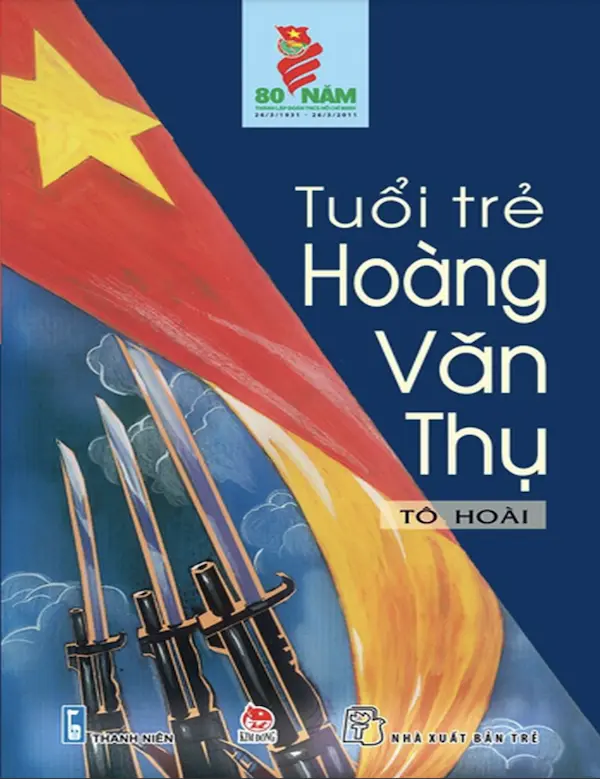 80 NĂM
THÀNH LẬP ĐOÀN TNCS HỒ CHÍ MINH
26/3/1931 - 26/3/2011
Tuổi trẻ
Hoàng
Văn
Thụ
TÔ HOÀI
THANH NIÊN
KIM ĐỒNG
NHÀ XUẤT BẢN TRẺ